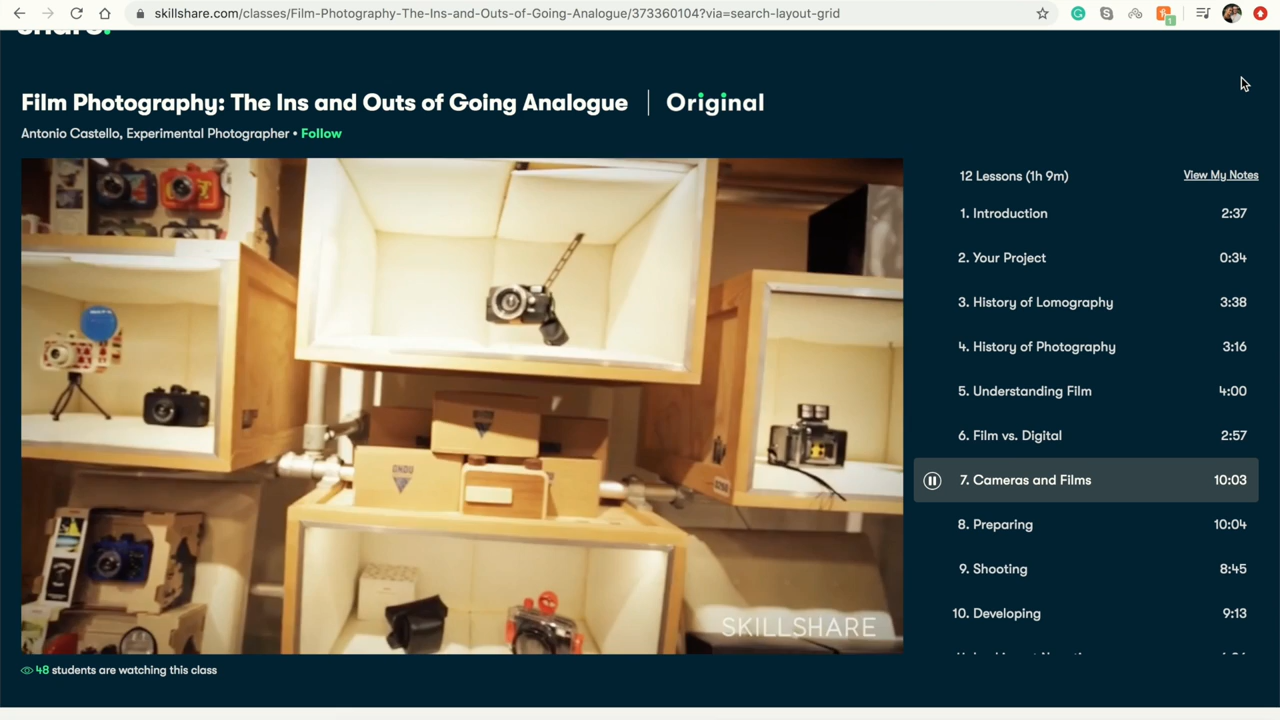 skillshare.com/classes/Film-Photography-The-Ins-and-Outs-of-Going-Analogue/373360104?via=search-layout-grid
1
Film Photography: The Ins and Outs of Going Analogue | Original
Antonio Castello, Experimental Photographer • Follow
12 Lessons (1h 9m) View My Notes
1. Introduction 2:37
2. Your Project 0:34
3. History of Lomography 3:38
4. History of Photography 3:16
5. Understanding Film 4:00
6. Film vs. Digital 2:57
7. Cameras and Films 10:03
8. Preparing 10:04
9. Shooting 8:45
10. Developing 9:13
SKILLSHARE
48 students are watching this class